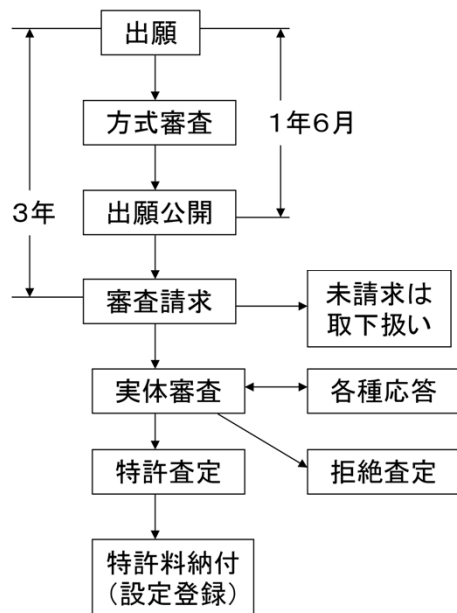 出願
方式審査
1年6月
3年
出願公開
審査請求
未請求は
取下扱い
実体審査
各種応答
特許査定
拒絶査定
特許料納付
(設定登録)